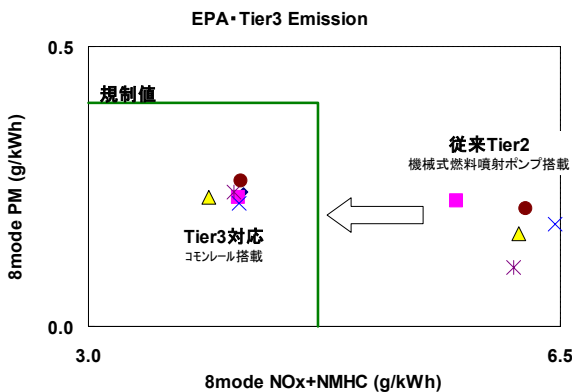 EPA・Tier3 Emission
0.5
規制値
従来Tier2
機械式燃料噴射ポンプ搭載
8mode PM (g/kWh)
Tier3対応
コモンレール搭載
0.0
3.0
6.5
8mode NOx+NMHC (g/kWh)